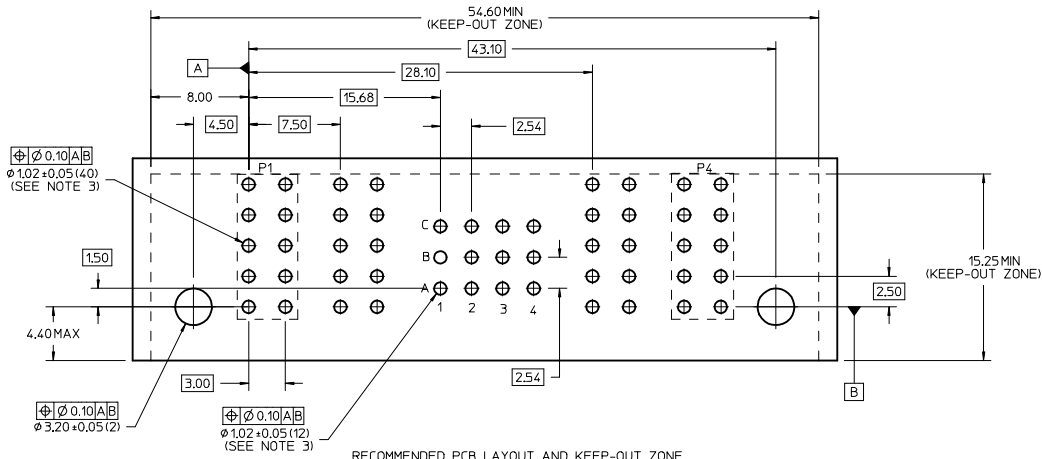 54.60 MIN
(KEEP-OUT ZONE)
43.10
A
28.10
8.00
15.68
4.50
7.50
2.54
⌖ Ø 0.10 A B
Ø1.02±0.05(40)
(SEE NOTE 3)
P1
P4
C
B
A
1 2 3 4
1.50
4.40 MAX
15.25 MIN
(KEEP-OUT ZONE)
2.50
3.00
2.54
B
⌖ Ø 0.10 A B
Ø3.20±0.05(2)
⌖ Ø 0.10 A B
Ø1.02±0.05(12)
(SEE NOTE 3)
RECOMMENDED PCB LAYOUT AND KEEP-OUT ZONE